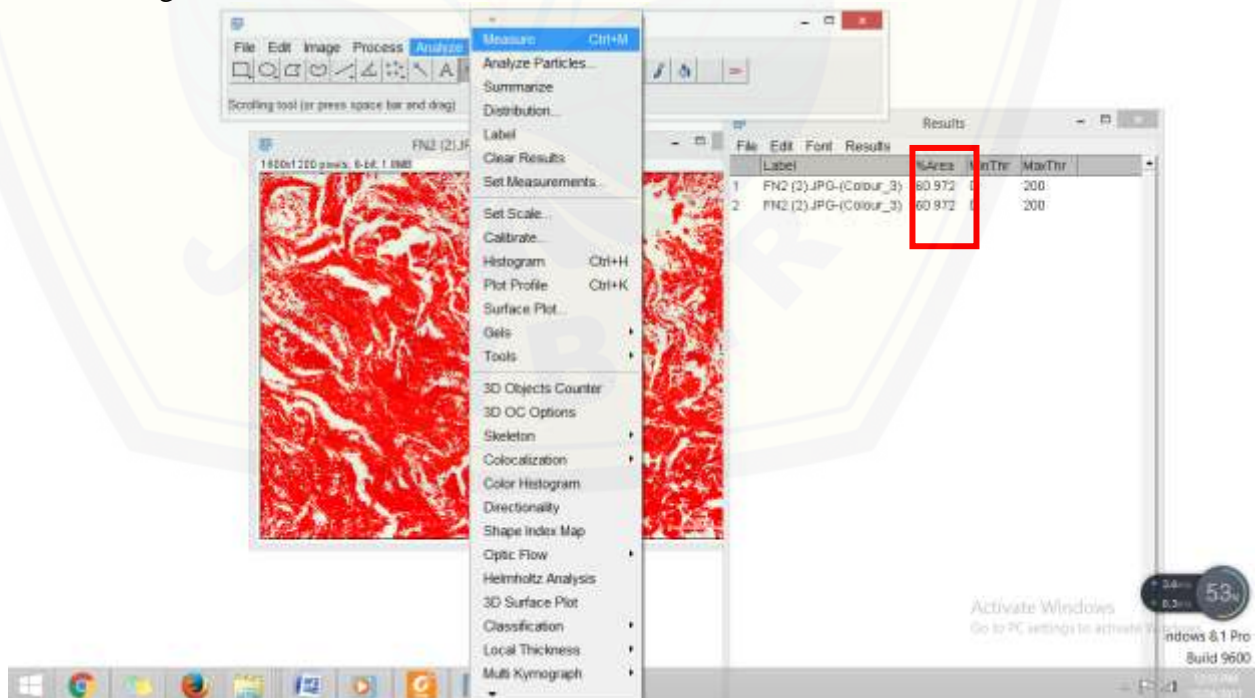 File Edit Image Process Analyze
Scrolling tool (or press space bar and drag)
Measure Ctrl+M
Analyze Particles...
Summarize
Distribution...
Label
Clear Results
Set Measurements...
Set Scale...
Calibrate...
Histogram Ctrl+H
Plot Profile Ctrl+K
Surface Plot...
Gels
Tools
3D Objects Counter
3D OC Options
Skeleton
Colocalization
Color Histogram
Directionality
Shape Index Map
Optic Flow
Helmholtz Analysis
3D Surface Plot
Classification
Local Thickness
Multi Kymograph
FN2 (2).JP
1600x1200 pixels; 8-bit; 1.8MB
Results
File Edit Font Results
Label %Area MinThr MaxThr
1 FN2 (2).JPG-(Colour_3) 60.972 0 200
2 FN2 (2).JPG-(Colour_3) 60.972 0 200
53%
Activate Windows
Go to PC settings to activate
ndows 8.1 Pro
Build 9600